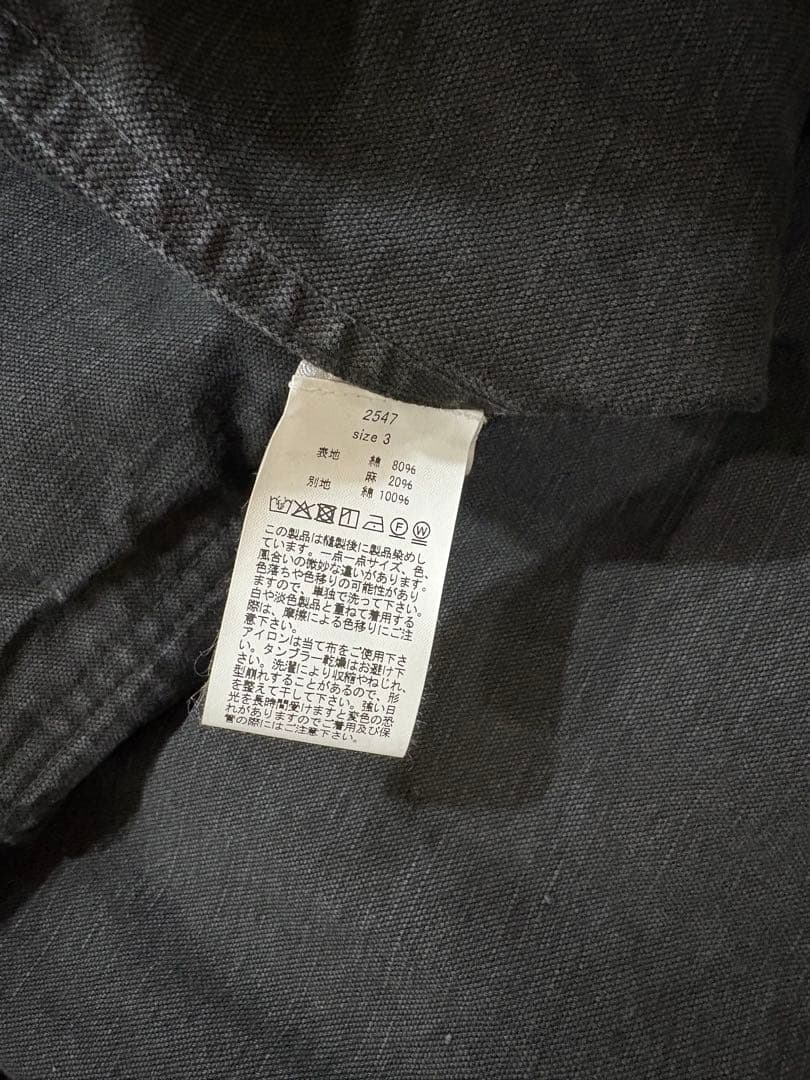 2547
size 3
表地 綿 80%
麻 20%
別地 綿 100%
F W
この製品は縫製後に製品染めし
ています。一点一点サイズ、色、
風合いの微妙な違いがあります。
色落ちや色移りの可能性があり
ますので、単独で洗って下さい。
白や淡色製品と重ねて着用する
際は、摩擦による色移りにご注
意下さい。
アイロンは当て布をご使用下さ
い。タンブラー乾燥はお避け下
さい。洗濯により収縮やねじれ、
型崩れすることがあるので、形
を整えて干して下さい。強い日
光を長時間受けますと変色の恐
れがありますのでご着用及び保
管の際にはご注意下さい。